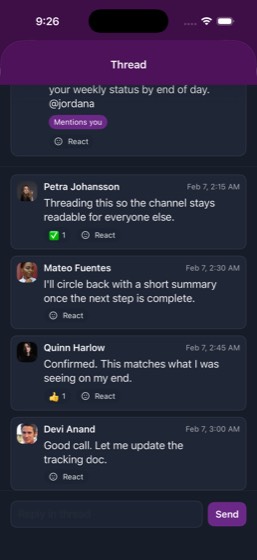 9:26
Thread
your weekly status by end of day.
@jordana
Mentions you
React
Petra Johansson Feb 7, 2:15 AM
Threading this so the channel stays
readable for everyone else.
✅ 1 React
Mateo Fuentes Feb 7, 2:30 AM
I'll circle back with a short summary
once the next step is complete.
React
Quinn Harlow Feb 7, 2:45 AM
Confirmed. This matches what I was
seeing on my end.
👍 1 React
Devi Anand Feb 7, 3:00 AM
Good call. Let me update the
tracking doc.
React
Reply in thread Send